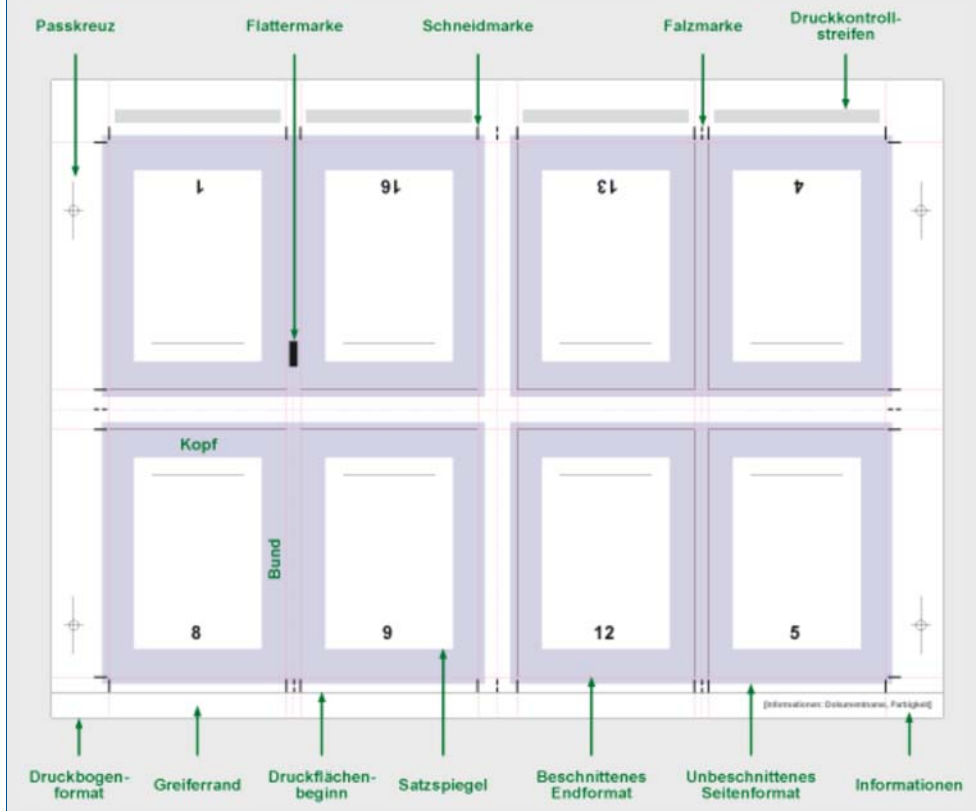 Passkreuz
Flattermarke
Schneidmarke
Falzmarke
Druckkontroll-
streifen
1
16
13
4
Kopf
Bund
8
9
12
5
[Informationen: Dokumentname, Farbigkeit]
Druckbogen-
format
Greiferrand
Druckflächen-
beginn
Satzspiegel
Beschnittenes
Endformat
Unbeschnittenes
Seitenformat
Informationen